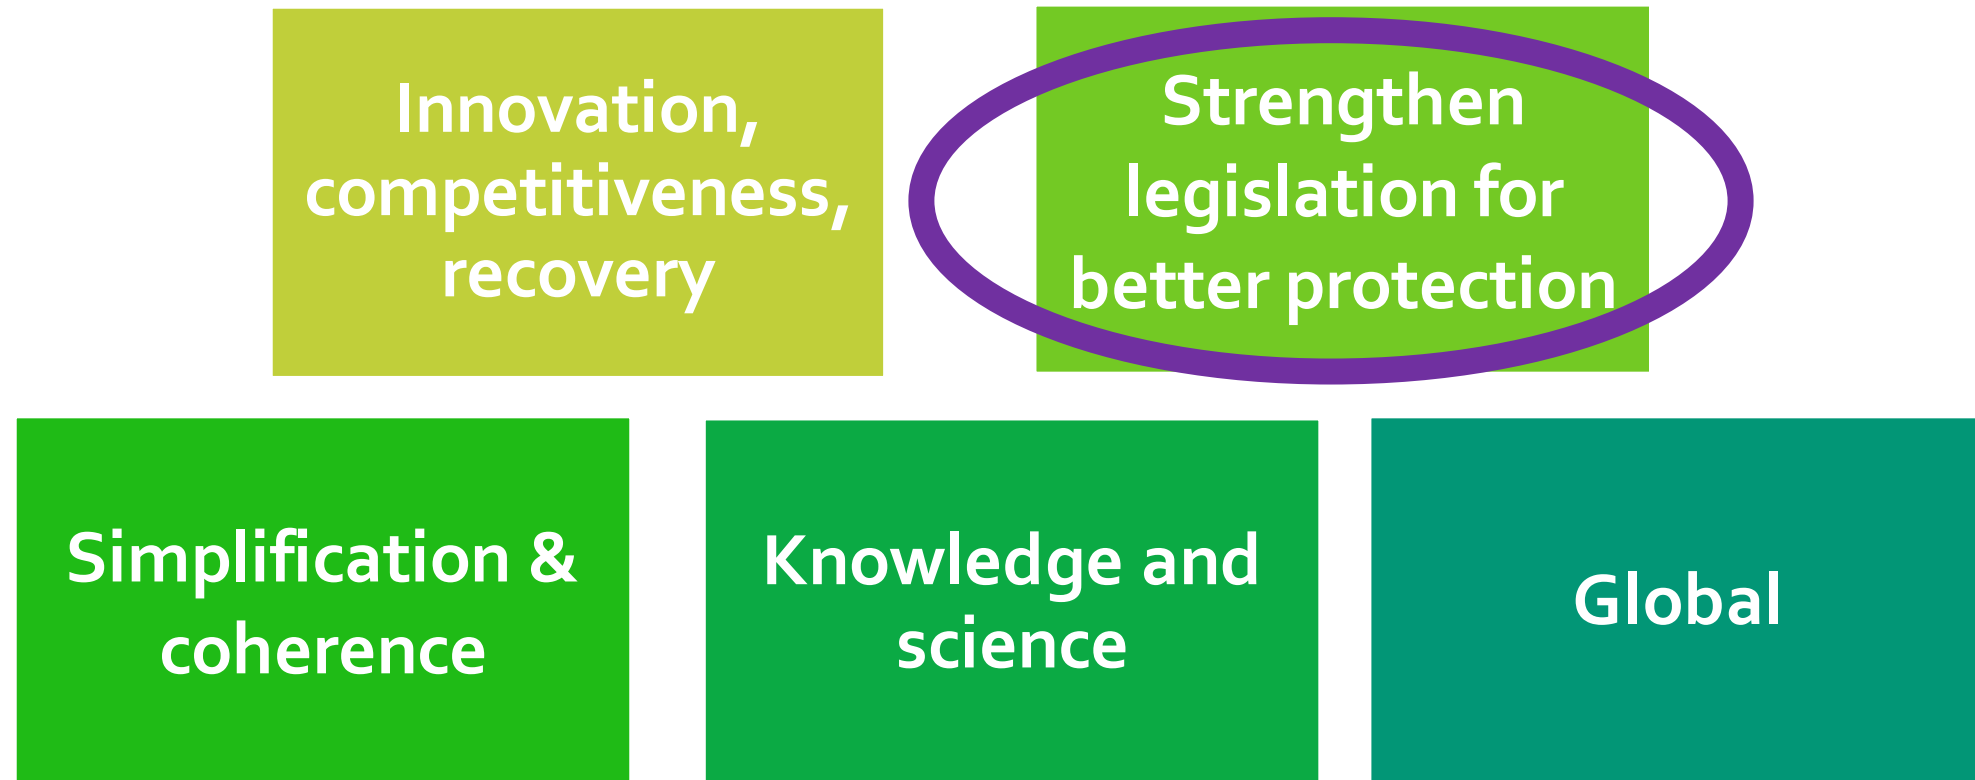 Innovation,
competitiveness,
recovery
Strengthen
legislation for
better protection
Simplification &
coherence
Knowledge and
science
Global